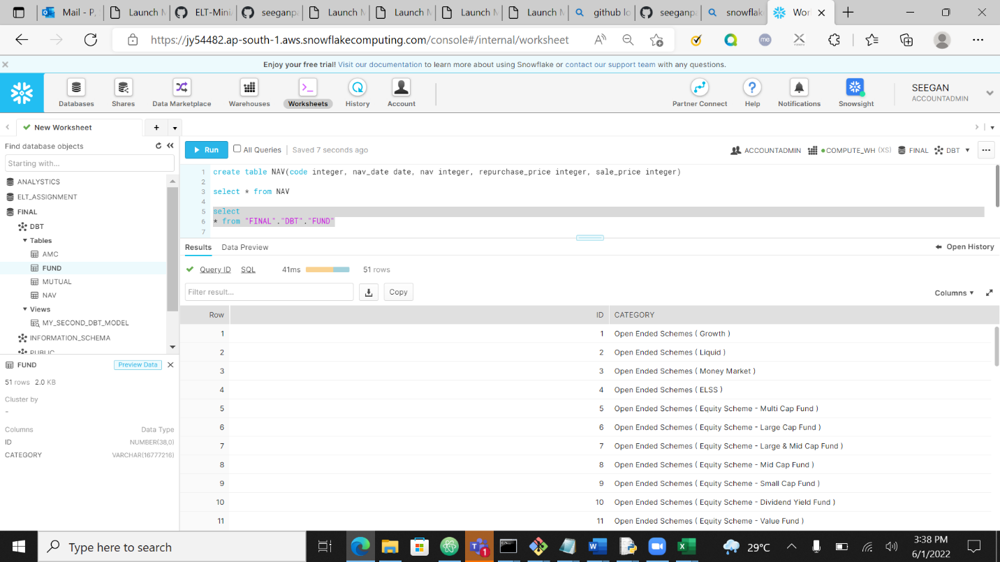 Mail - P,
Launch M
ELT-Mini
seeganpa
Launch M
Launch M
Launch M
Launch M
github lo
seeganpa
snowflak
Wor
https://jy54482.ap-south-1.aws.snowflakecomputing.com/console#/internal/worksheet
Enjoy your free trial! Visit our documentation to learn more about using Snowflake or contact our support team with any questions.
Databases
Shares
Data Marketplace
Warehouses
Worksheets
History
Account
Partner Connect
Help
Notifications
Snowsight
SEEGAN
ACCOUNTADMIN
New Worksheet
Find database objects
Starting with...
ANALYTICS
ELT_ASSIGNMENT
FINAL
DBT
Tables
AMC
FUND
MUTUAL
NAV
Views
MY_SECOND_DBT_MODEL
INFORMATION_SCHEMA
PUBLIC
FUND
Preview Data
51 rows 2.0 KB
Cluster by
-
Columns Data Type
ID NUMBER(38,0)
CATEGORY VARCHAR(16777216)
Run
All Queries
Saved 7 seconds ago
ACCOUNTADMIN
COMPUTE_WH (XS)
FINAL
DBT
1 create table NAV(code integer, nav_date date, nav integer, repurchase_price integer, sale_price integer)
2
3 select * from NAV
4
5 select
6 * from "FINAL"."DBT"."FUND"
7
Results Data Preview
Open History
Query ID SQL 41ms 51 rows
Filter result...
Copy
Columns
Row ID CATEGORY
1 1 Open Ended Schemes ( Growth )
2 2 Open Ended Schemes ( Liquid )
3 3 Open Ended Schemes ( Money Market )
4 4 Open Ended Schemes ( ELSS )
5 5 Open Ended Schemes ( Equity Scheme - Multi Cap Fund )
6 6 Open Ended Schemes ( Equity Scheme - Large Cap Fund )
7 7 Open Ended Schemes ( Equity Scheme - Large & Mid Cap Fund )
8 8 Open Ended Schemes ( Equity Scheme - Mid Cap Fund )
9 9 Open Ended Schemes ( Equity Scheme - Small Cap Fund )
10 10 Open Ended Schemes ( Equity Scheme - Dividend Yield Fund )
11 11 Open Ended Schemes ( Equity Scheme - Value Fund )
Type here to search
1
29°C
3:38 PM
6/1/2022